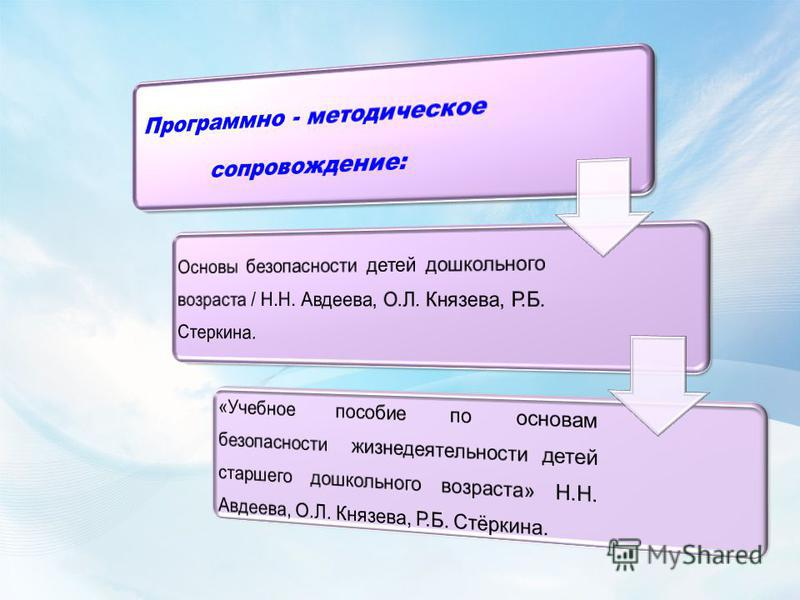 Программно - методическое
сопровождение:
Основы безопасности детей дошкольного
возраста / Н.Н. Авдеева, О.Л. Князева, Р.Б.
Стеркина.
«Учебное пособие по основам
безопасности жизнедеятельности детей
старшего дошкольного возраста» Н.Н.
Авдеева, О.Л. Князева, Р.Б. Стёркина.
MyShared